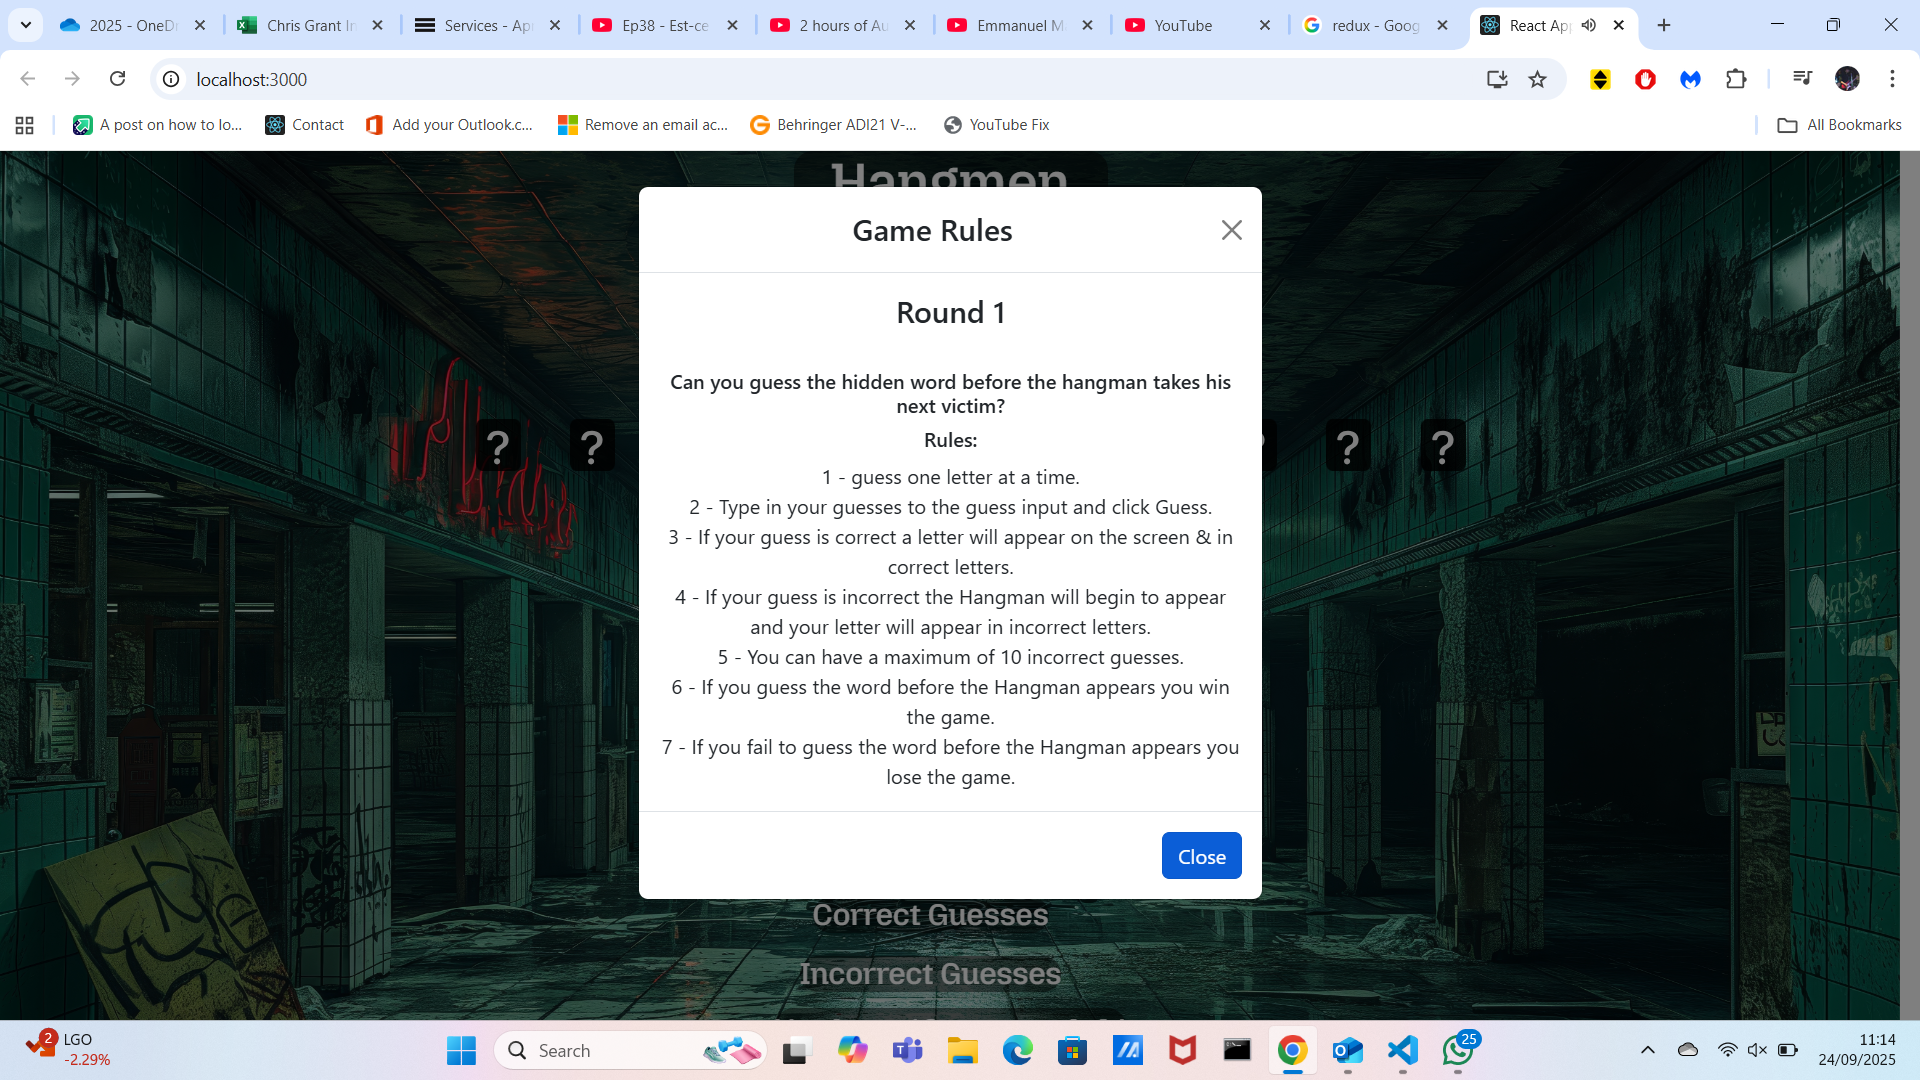 2025 - OneDr
Chris Grant In
Services - Apr
Ep38 - Est-ce
2 hours of Au
Emmanuel M
YouTube
redux - Goog
React App
localhost:3000
A post on how to lo...
Contact
Add your Outlook.c...
Remove an email ac...
Behringer ADI21 V-...
YouTube Fix
All Bookmarks
Hangmen
Game Rules
Round 1
Can you guess the hidden word before the hangman takes his
next victim?
Rules:
? ? ? ?
1 - guess one letter at a time.
2 - Type in your guesses to the guess input and click Guess.
3 - If your guess is correct a letter will appear on the screen & in
correct letters.
4 - If your guess is incorrect the Hangman will begin to appear
and your letter will appear in incorrect letters.
5 - You can have a maximum of 10 incorrect guesses.
6 - If you guess the word before the Hangman appears you win
the game.
7 - If you fail to guess the word before the Hangman appears you
lose the game.
Close
Correct Guesses
Incorrect Guesses
2
LGO
-2.29%
Search
25
11:14
24/09/2025